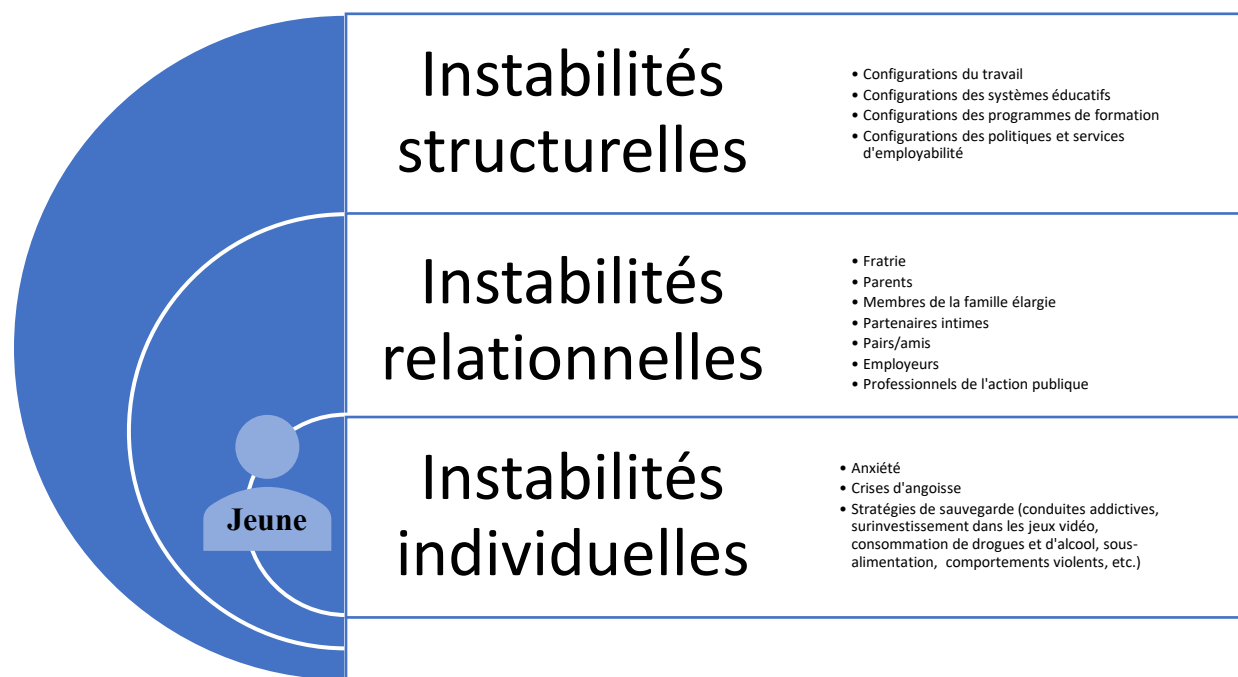 Instabilités
structurelles
• Configurations du travail
• Configurations des systèmes éducatifs
• Configurations des programmes de formation
• Configurations des politiques et services
d'employabilité
Instabilités
relationnelles
• Fratrie
• Parents
• Membres de la famille élargie
• Partenaires intimes
• Pairs/amis
• Employeurs
• Professionnels de l'action publique
Jeune
Instabilités
individuelles
• Anxiété
• Crises d'angoisse
• Stratégies de sauvegarde (conduites addictives,
surinvestissement dans les jeux vidéo,
consommation de drogues et d'alcool, sous-
alimentation, comportements violents, etc.)